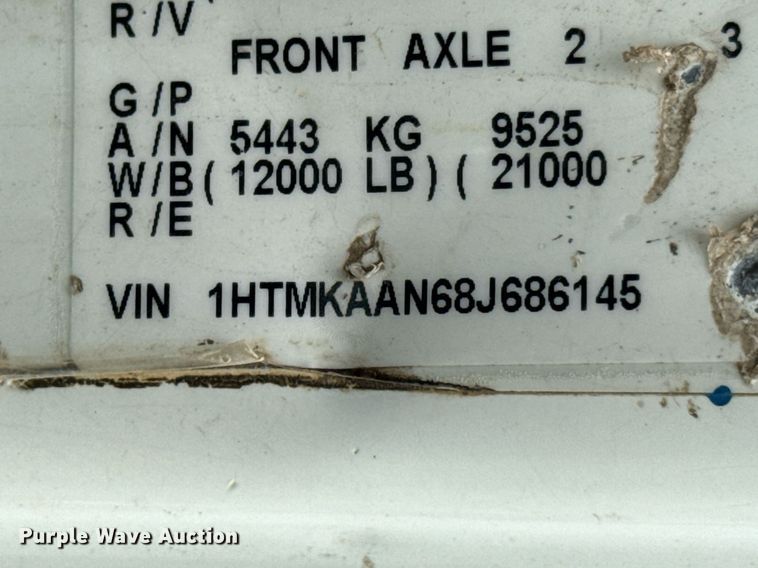 R/V
FRONT AXLE 2 3
G/P
A/N 5443 KG 9525
W/B ( 12000 LB ) ( 21000
R/E
VIN 1HTMKAAN68J686145
Purple Wave Auction